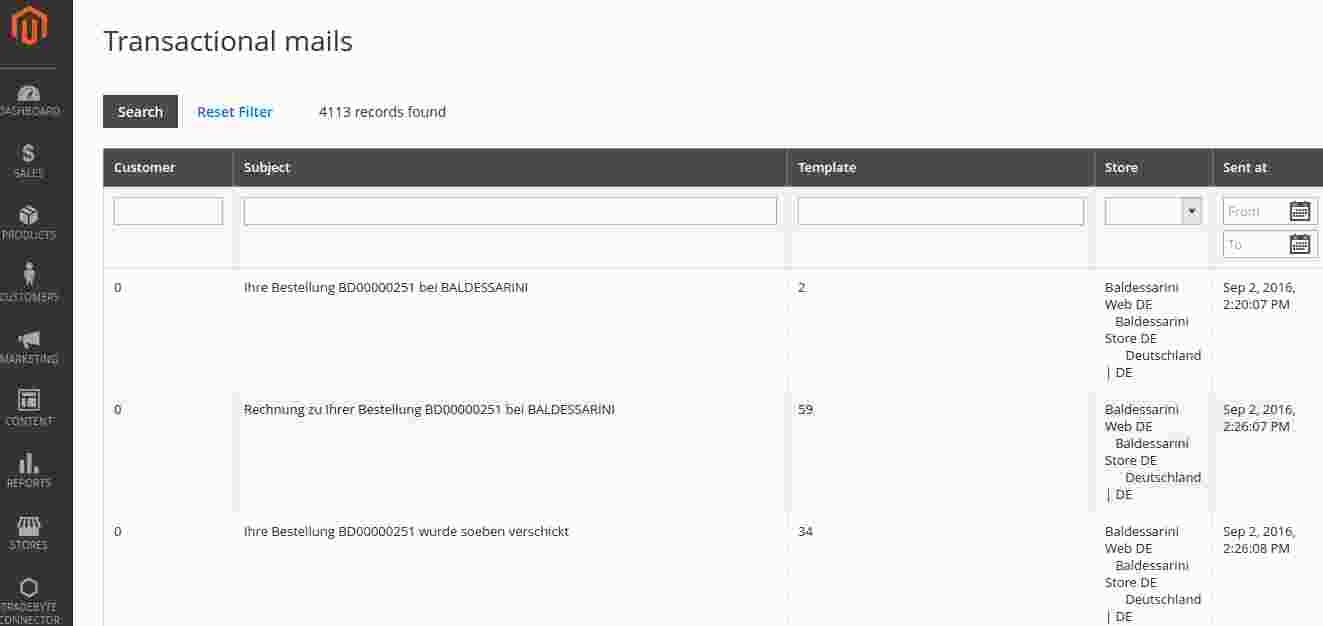 Transactional mails
Search
Reset Filter
4113 records found
Customer
Subject
Template
Store
Sent at
From
To
0
Ihre Bestellung BD00000251 bei BALDESSARINI
2
Baldessarini
Web DE
Baldessarini
Store DE
Deutschland
| DE
Sep 2, 2016,
2:20:07 PM
0
Rechnung zu Ihrer Bestellung BD00000251 bei BALDESSARINI
59
Baldessarini
Web DE
Baldessarini
Store DE
Deutschland
| DE
Sep 2, 2016,
2:26:07 PM
0
Ihre Bestellung BD00000251 wurde soeben verschickt
34
Baldessarini
Web DE
Baldessarini
Store DE
Deutschland
| DE
Sep 2, 2016,
2:26:08 PM
DASHBOARD
SALES
PRODUCTS
CUSTOMERS
MARKETING
CONTENT
REPORTS
STORES
TRADEBYTE
CONNECTOR